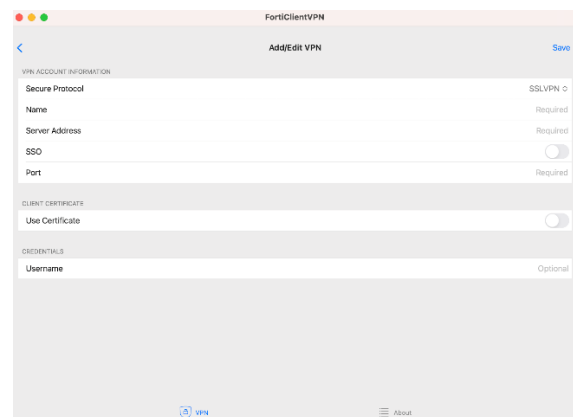 FortiClientVPN
Add/Edit VPN Save
VPN ACCOUNT INFORMATION
Secure Protocol SSLVPN
Name Required
Server Address Required
SSO
Port Required
CLIENT CERTIFICATE
Use Certificate
CREDENTIALS
Username Optional
VPN About